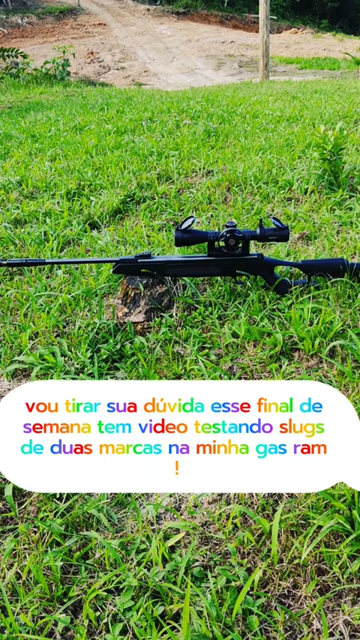 vou tirar sua dúvida esse final de
semana tem video testando slugs
de duas marcas na minha gas ram
!